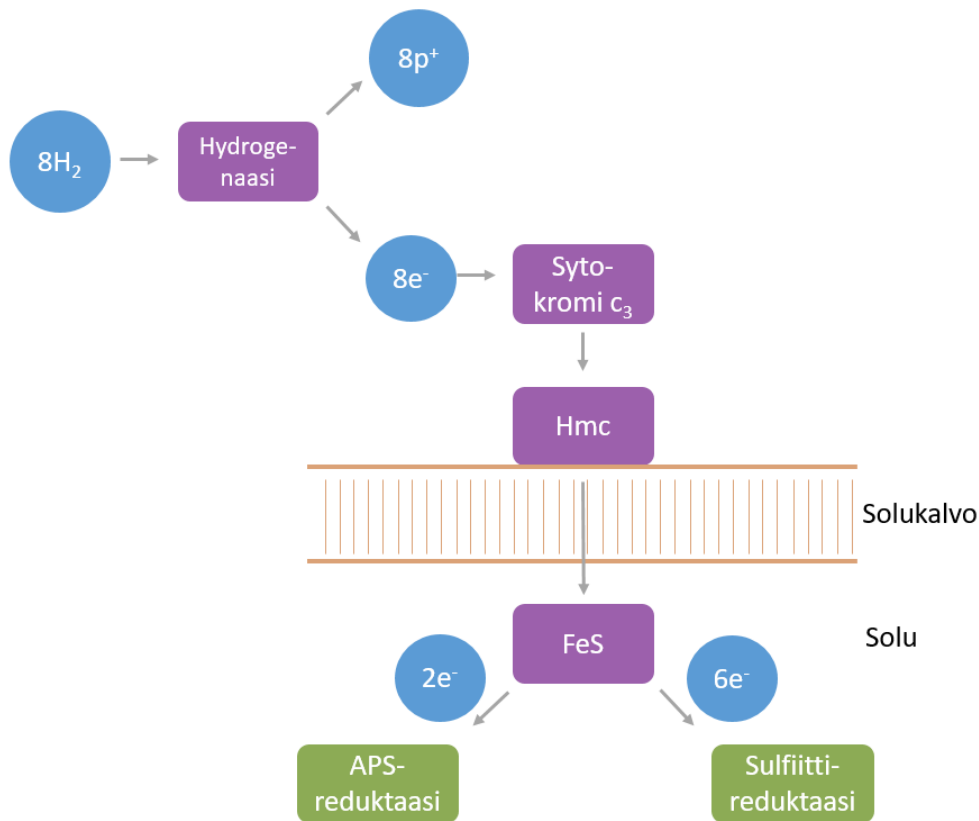 8p⁺
8H₂
Hydroge-
naasi
8e⁻
Syto-
kromi c₃
Hmc
Solukalvo
Solu
FeS
2e⁻
6e⁻
APS-
reduktaasi
Sulfiitti-
reduktaasi